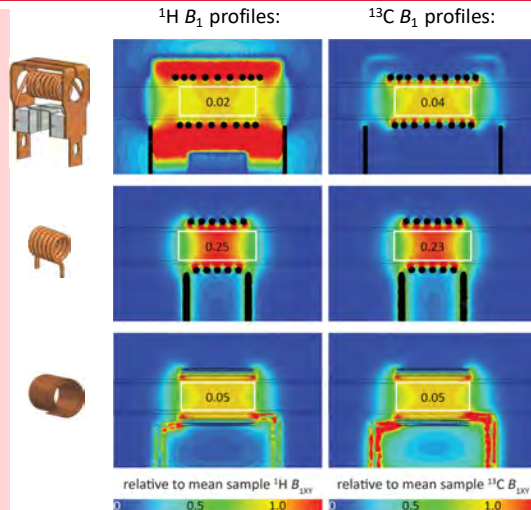 ¹H B₁ profiles: ¹³C B₁ profiles:
0.02 0.04
0.25 0.23
0.05 0.05
relative to mean sample ¹H B₁XY relative to mean sample ¹³C B₁XY
0 0.5 1.0 0 0.5 1.0